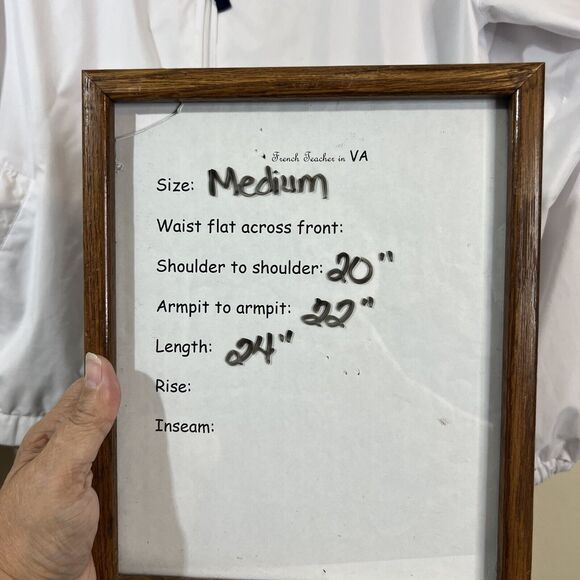 French Teacher in VA
Size: Medium
Waist flat across front:
Shoulder to shoulder: 20"
Armpit to armpit: 22"
Length: 24"
Rise:
Inseam: